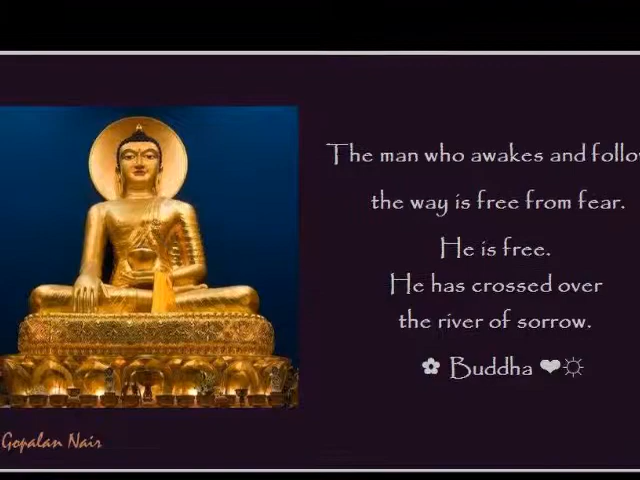 The man who awakes and follo
the way is free from fear.
He is free.
He has crossed over
the river of sorrow.
✿ Buddha ❤☼
Gopalan Nair